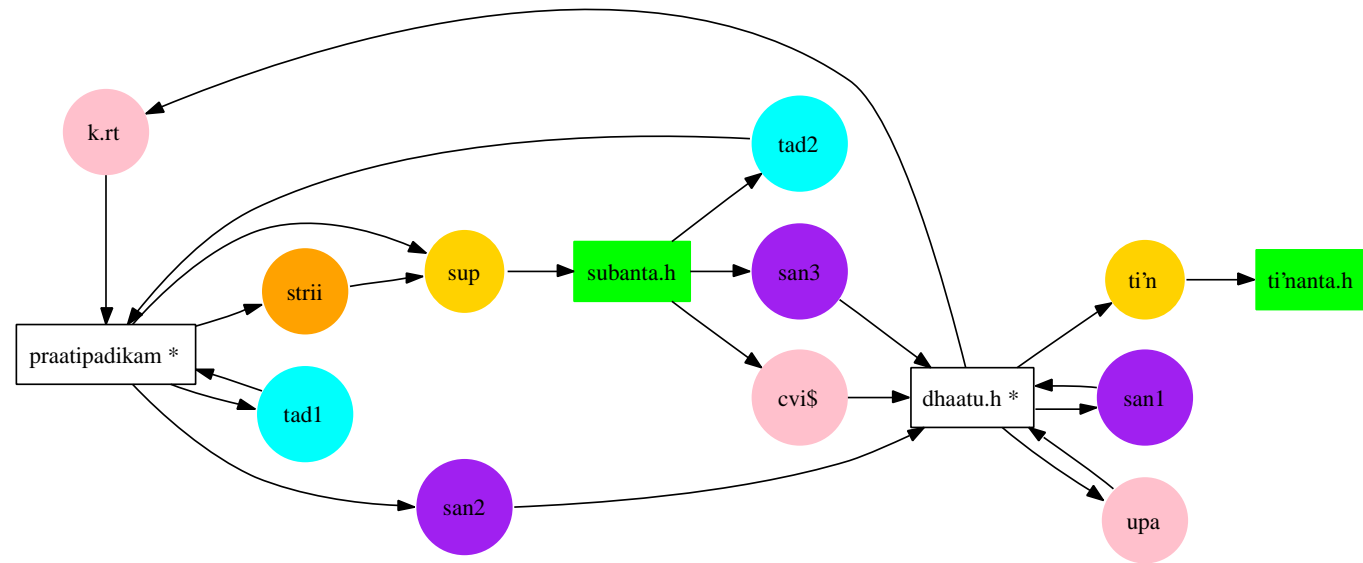 k.rt
tad2
sup
subanta.h
san3
strii
ti'n
ti'nanta.h
praatipadikam *
tad1
cvi$
dhaatu.h *
san1
san2
upa